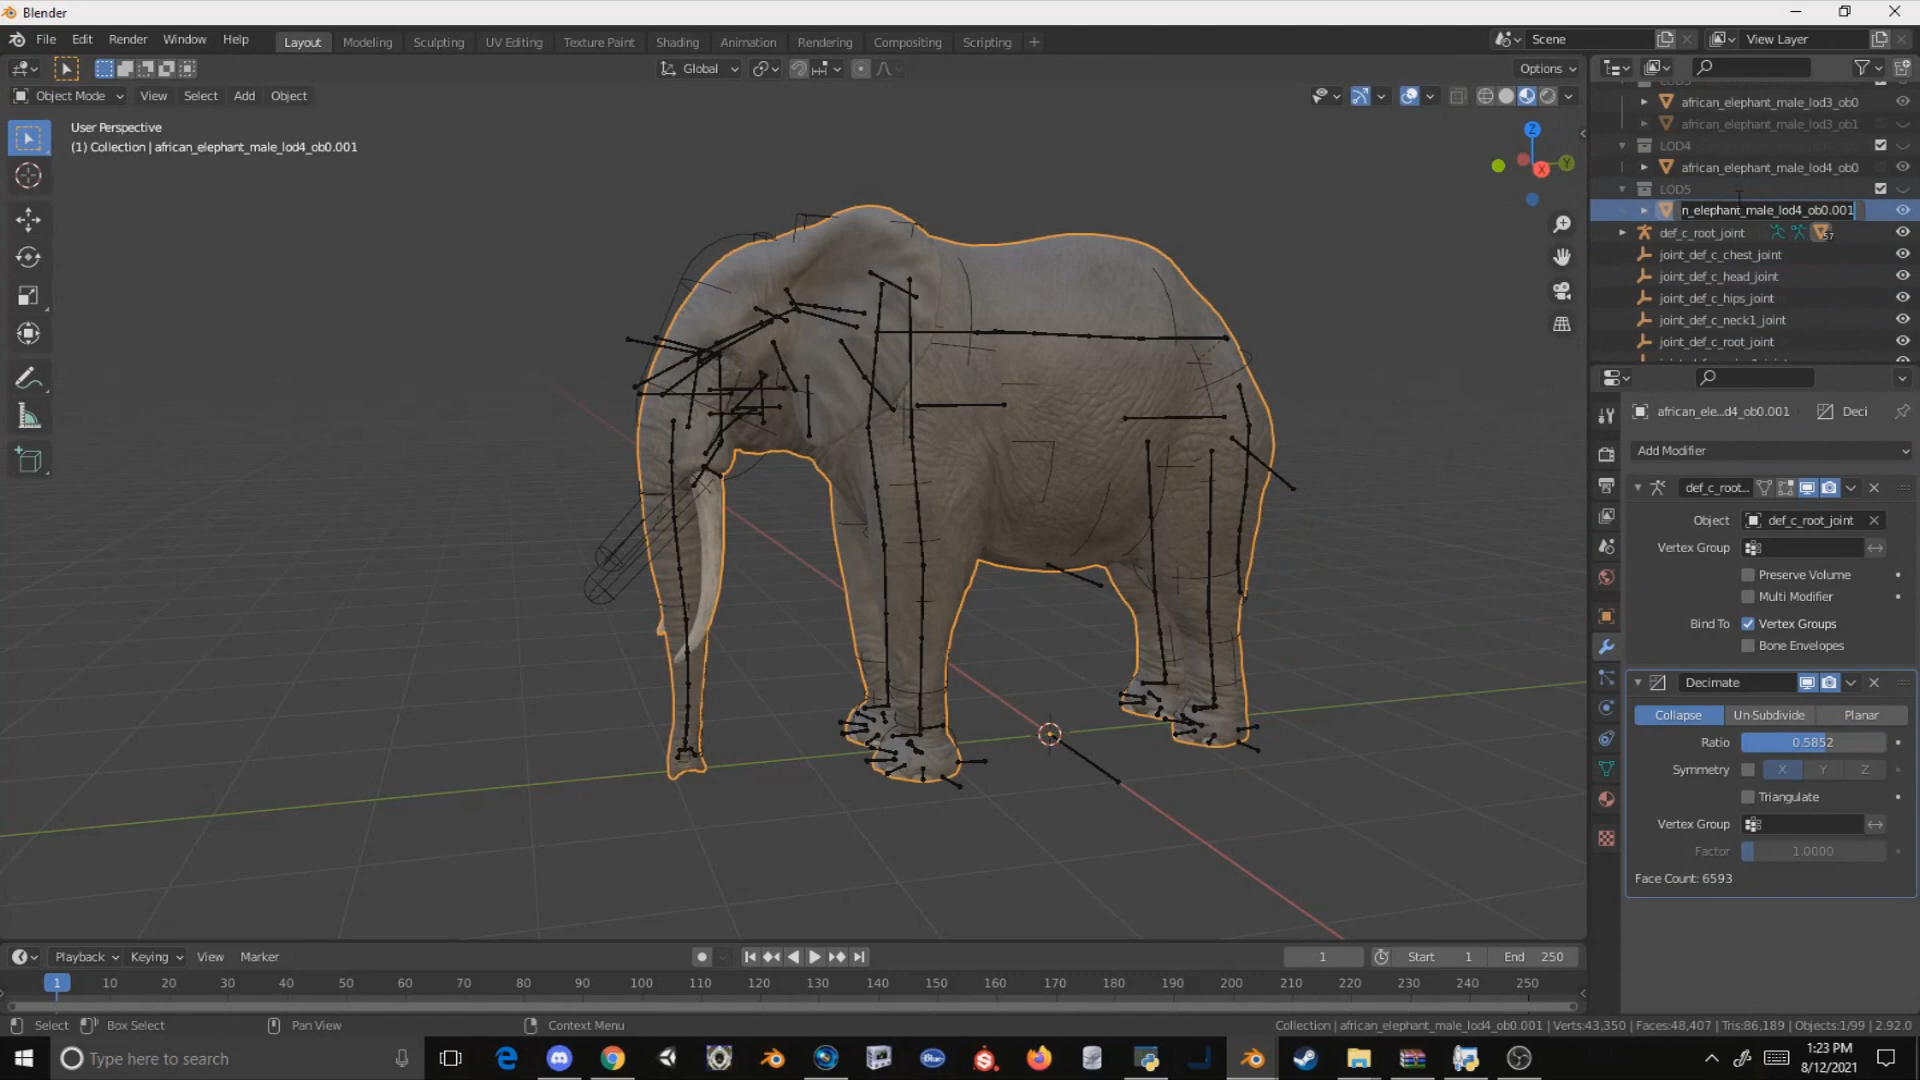 Blender
File Edit Render Window Help Layout Modeling Sculpting UV Editing Texture Paint Shading Animation Rendering Compositing Scripting + Scene View Layer
Global Options
Object Mode View Select Add Object
User Perspective
(1) Collection | african_elephant_male_lod4_ob0.001
Z
Y
X
african_elephant_male_lod3_ob0
african_elephant_male_lod3_ob1
LOD4
african_elephant_male_lod4_ob0
LOD5
n_elephant_male_lod4_ob0.001
def_c_root_joint 57
joint_def_c_chest_joint
joint_def_c_head_joint
joint_def_c_hips_joint
joint_def_c_neck1_joint
joint_def_c_root_joint
african_ele...d4_ob0.001 Deci
Add Modifier
def_c_root...
Object def_c_root_joint
Vertex Group
Preserve Volume
Multi Modifier
Bind To Vertex Groups
Bone Envelopes
Decimate
Collapse Un-Subdivide Planar
Ratio 0.5852
Symmetry X Y Z
Triangulate
Vertex Group
Factor 1.0000
Face Count: 6593
Playback Keying View Marker 1 Start 1 End 250
1 10 20 30 40 50 60 70 80 90 100 110 120 130 140 150 160 170 180 190 200 210 220 230 240 250
Select Box Select Pan View Context Menu Collection | african_elephant_male_lod4_ob0.001 | Verts:43,350 | Faces:48,407 | Tris:86,189 | Objects:1/99 | 2.92.0
Type here to search
1:23 PM
8/12/2021